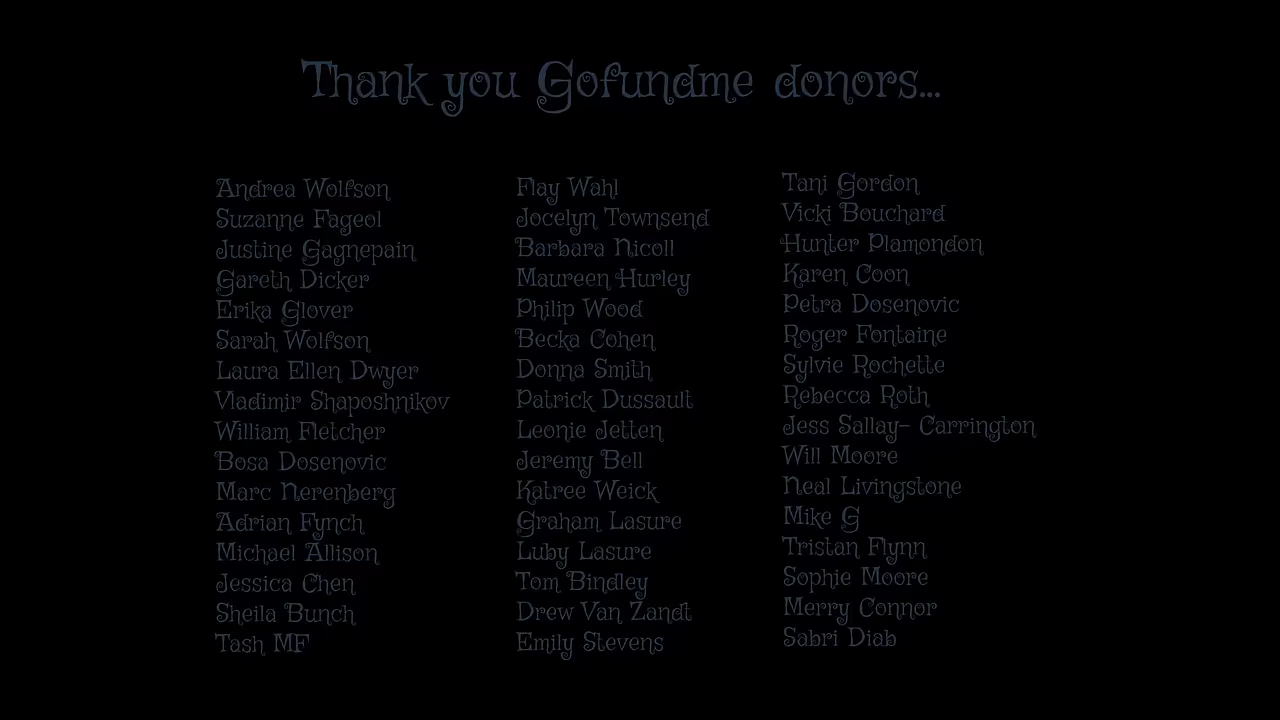 Thank you Gofundme donors...
Andrea Wolfson
Suzanne Fageol
Justine Gagnepain
Gareth Dicker
Erika Glover
Sarah Wolfson
Laura Ellen Dwyer
Vladimir Shaposhnikov
William Fletcher
Bosa Dosenovic
Marc Nerenberg
Adrian Fynch
Michael Allison
Jessica Chen
Sheila Bunch
Tash MF
Flay Wahl
Jocelyn Townsend
Barbara Nicoll
Maureen Hurley
Philip Wood
Becka Cohen
Donna Smith
Patrick Dussault
Leonie Jetten
Jeremy Bell
Katree Weick
Graham Lasure
Luby Lasure
Tom Bindley
Drew Van Zandt
Emily Stevens
Tani Gordon
Vicki Bouchard
Hunter Plamondon
Karen Coon
Petra Dosenovic
Roger Fontaine
Sylvie Rochette
Rebecca Roth
Jess Sallay- Carrington
Will Moore
Neal Livingstone
Mike G
Tristan Flynn
Sophie Moore
Merry Connor
Sabri Diab